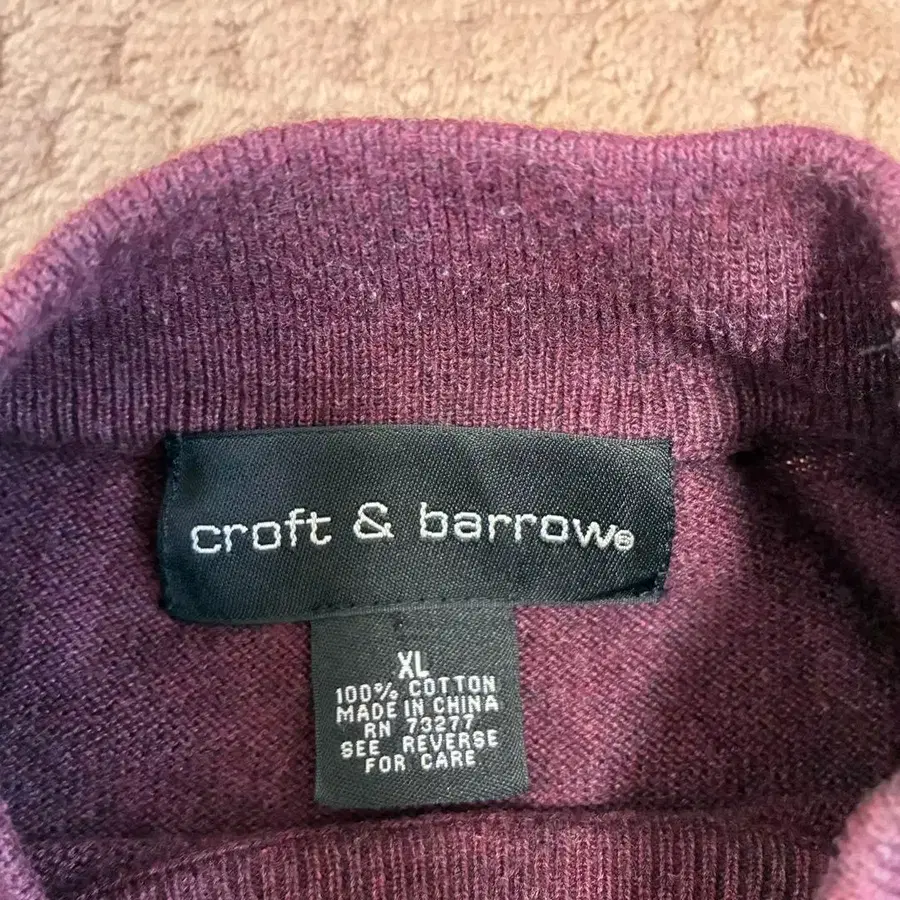 croft & barrow®
XL
100% COTTON
MADE IN CHINA
RN 73277
SEE REVERSE
FOR CARE